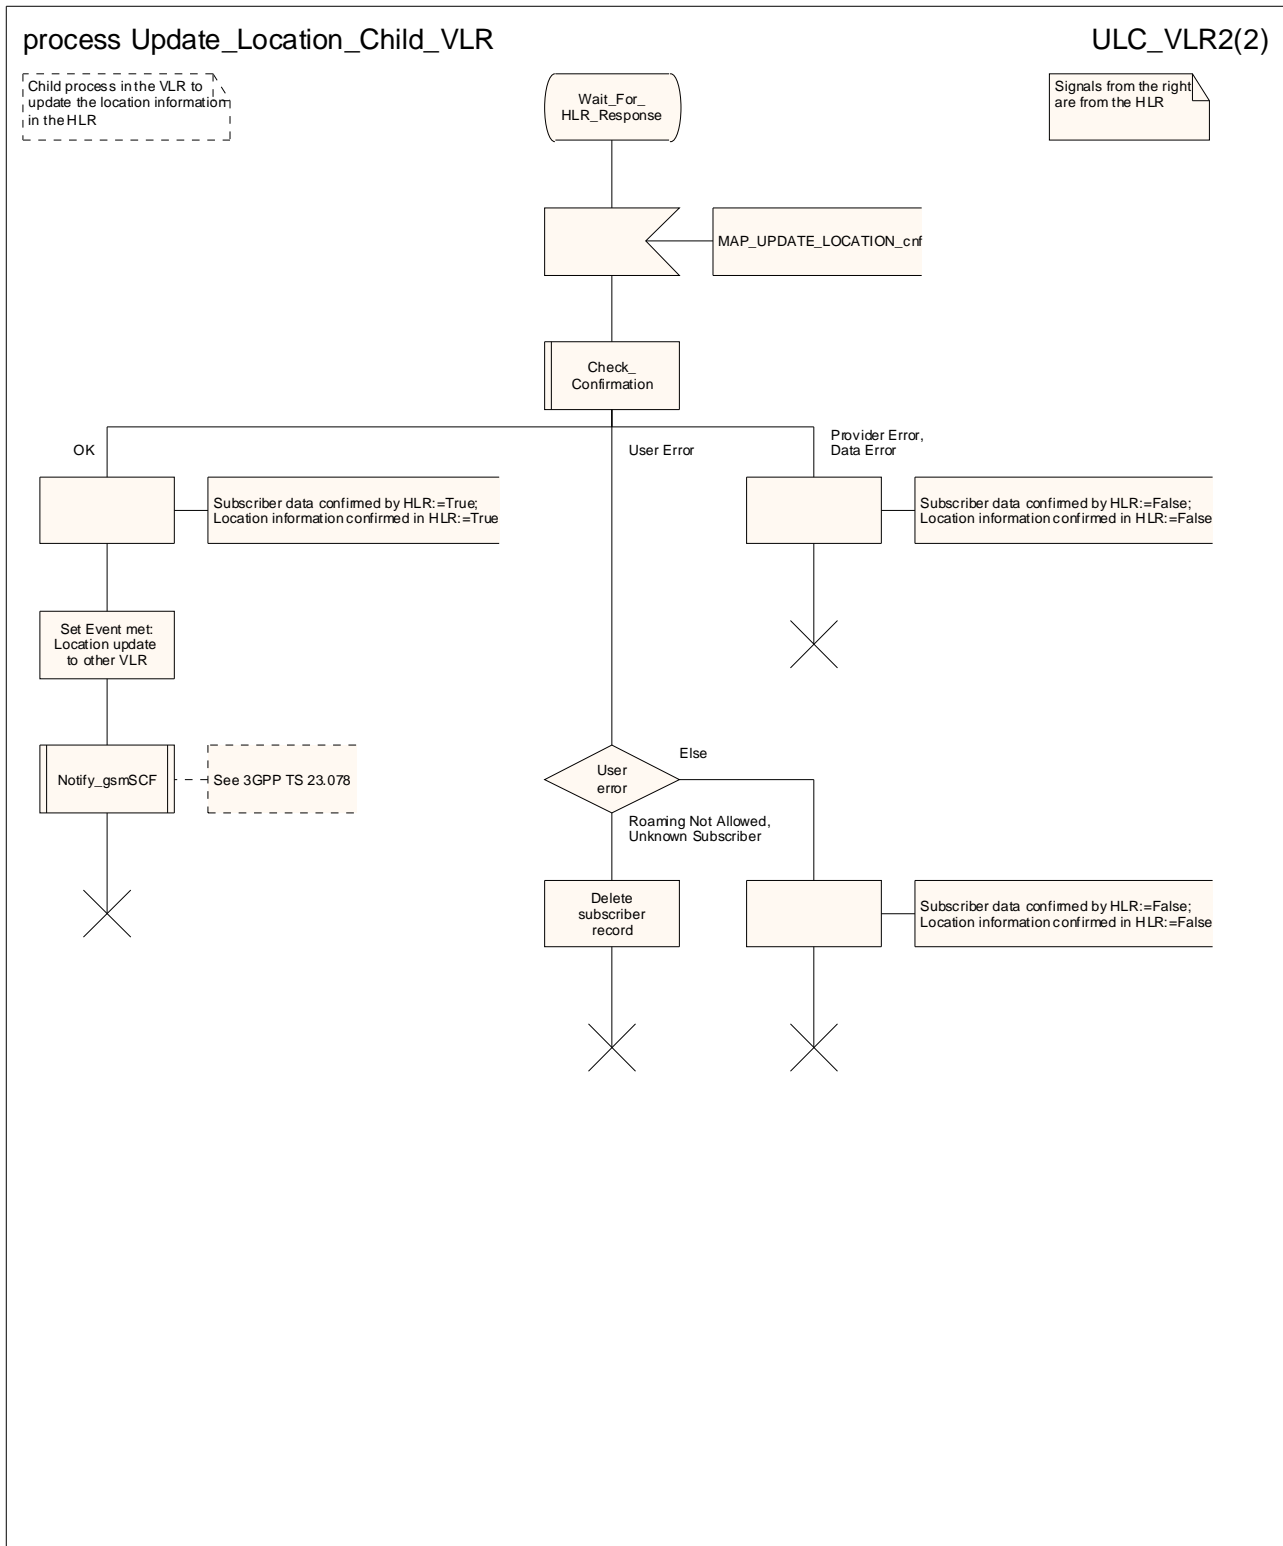 process Update_Location_Child_VLR
ULC_VLR2(2)
Child process in the VLR to
update the location information
in the HLR
Wait_For_
HLR_Response
Signals from the right
are from the HLR
MAP_UPDATE_LOCATION_cnf
Check_
Confirmation
OK
User Error
Provider Error,
Data Error
Subscriber data confirmed by HLR:=True;
Location information confirmed in HLR:=True
Subscriber data confirmed by HLR:=False;
Location information confirmed in HLR:=False
Set Event met:
Location update
to other VLR
Notify_gsmSCF
See 3GPP TS 23.078
User
error
Else
Roaming Not Allowed,
Unknown Subscriber
Delete
subscriber
record
Subscriber data confirmed by HLR:=False;
Location information confirmed in HLR:=False